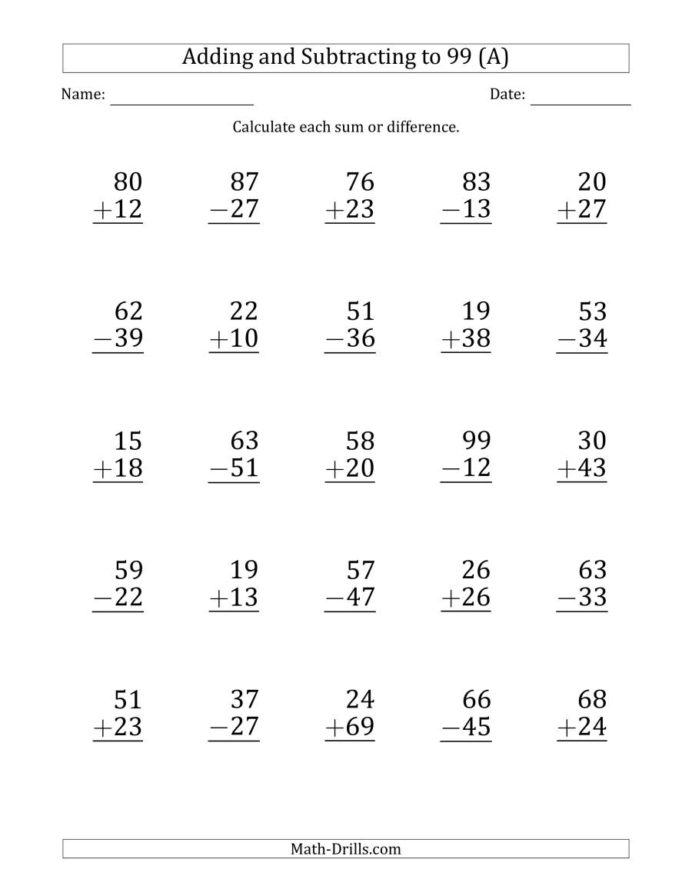 Adding and Subtracting to 99 (A)
Name: Date:
Calculate each sum or difference.
80 87 76 83 20
+12 −27 +23 −13 +27
62 22 51 19 53
−39 +10 −36 +38 −34
15 63 58 99 30
+18 −51 +20 −12 +43
59 19 57 26 63
−22 +13 −47 +26 −33
51 37 24 66 68
+23 −27 +69 −45 +24
Math-Drills.com